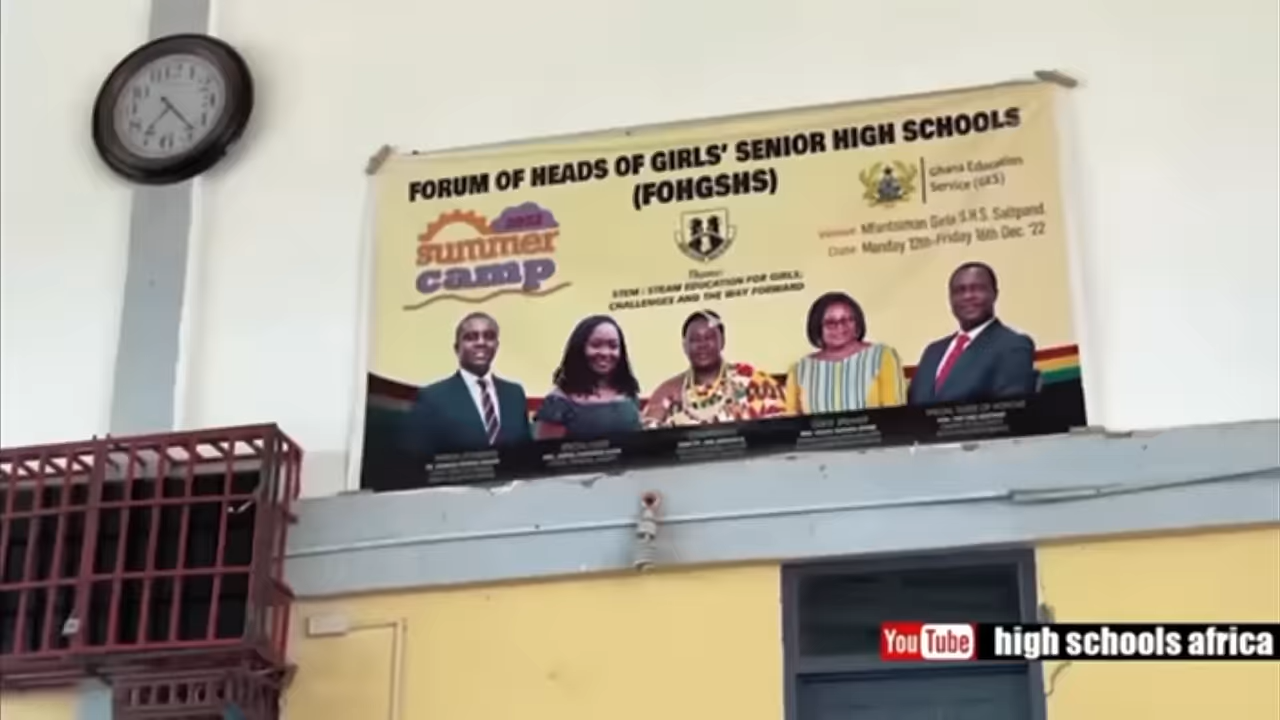 FORUM OF HEADS OF GIRLS' SENIOR HIGH SCHOOLS
(FOHGSHS)
Ghana Education
Service (GES)
2022
summer
camp
Venue: Mfantsiman Girls S.H.S. Saltpond
Date: Monday 12th-Friday 16th Dec. '22
Theme:
STEM / STEAM EDUCATION FOR GIRLS;
CHALLENGES AND THE WAY FORWARD
YouTube high schools africa